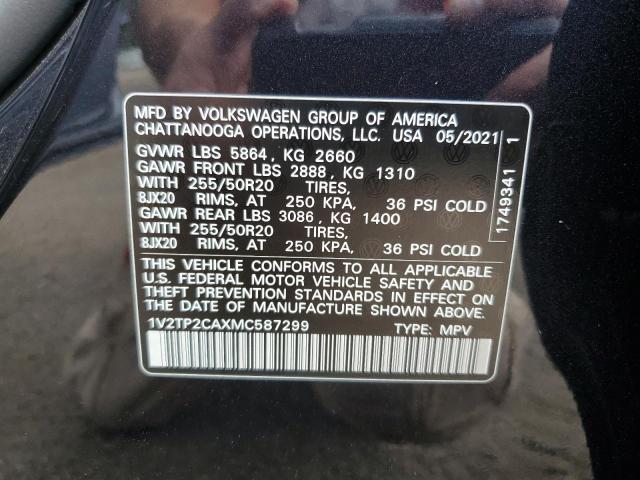 MFD BY VOLKSWAGEN GROUP OF AMERICA
CHATTANOOGA OPERATIONS, LLC. USA 05/2021
GVWR LBS 5864, KG 2660
GAWR FRONT LBS 2888, KG 1310
WITH 255/50R20 TIRES,
8JX20 RIMS, AT 250 KPA, 36 PSI COLD
GAWR REAR LBS 3086, KG 1400
WITH 255/50R20 TIRES,
8JX20 RIMS, AT 250 KPA, 36 PSI COLD
THIS VEHICLE CONFORMS TO ALL APPLICABLE
U.S. FEDERAL MOTOR VEHICLE SAFETY AND
THEFT PREVENTION STANDARDS IN EFFECT ON
THE DATE OF MANUFACTURE SHOWN ABOVE.
1V2TP2CAXMC587299 TYPE: MPV
1749341 1